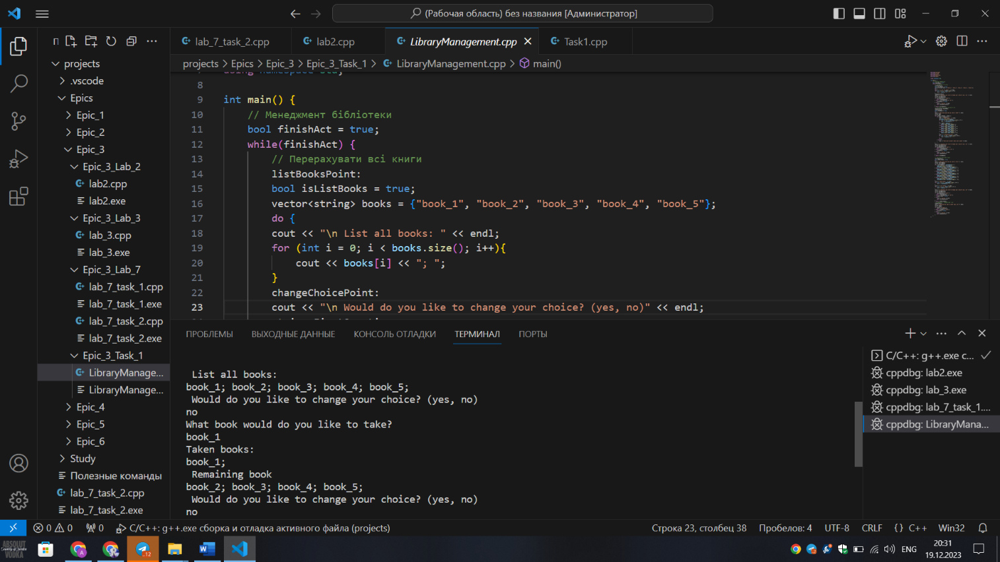 (Рабочая область) без названия [Администратор]
п
lab_7_task_2.cpp
lab2.cpp
LibraryManagement.cpp
Task1.cpp
projects > Epics > Epic_3 > Epic_3_Task_1 > LibraryManagement.cpp > main()
projects
.vscode
Epics
Epic_1
Epic_2
Epic_3
Epic_3_Lab_2
lab2.cpp
lab2.exe
Epic_3_Lab_3
lab_3.cpp
lab_3.exe
Epic_3_Lab_7
lab_7_task_1.cpp
lab_7_task_1.exe
lab_7_task_2.cpp
lab_7_task_2.exe
Epic_3_Task_1
LibraryManage...
LibraryManage...
Epic_4
Epic_5
Epic_6
Study
Полезные команды
lab_7_task_2.cpp
lab_7_task_2.exe
8
9 int main() {
10 // Менеджмент бібліотеки
11 bool finishAct = true;
12 while(finishAct) {
13 // Перерахувати всі книги
14 listBooksPoint:
15 bool isListBooks = true;
16 vector<string> books = {"book_1", "book_2", "book_3", "book_4", "book_5"};
17 do {
18 cout << "\n List all books: " << endl;
19 for (int i = 0; i < books.size(); i++){
20 cout << books[i] << "; ";
21 }
22 changeChoicePoint:
23 cout << "\n Would do you like to change your choice? (yes, no)" << endl;
ПРОБЛЕМЫ
ВЫХОДНЫЕ ДАННЫЕ
КОНСОЛЬ ОТЛАДКИ
ТЕРМИНАЛ
ПОРТЫ
List all books:
book_1; book_2; book_3; book_4; book_5;
Would do you like to change your choice? (yes, no)
no
What book would do you like to take?
book_1
Taken books:
book_1;
Remaining book
book_2; book_3; book_4; book_5;
Would do you like to change your choice? (yes, no)
no
C/C++: g++.exe с...
cppdbg: lab2.exe
cppdbg: lab_3.exe
cppdbg: lab_7_task_1....
cppdbg: LibraryMana...
0 0 0 C/C++: g++.exe сборка и отладка активного файла (projects)
Строка 23, столбец 38 Пробелов: 4 UTF-8 CRLF {} C++ Win32
ABSOLUT
Country of Sweden
VODKA
12
ENG
20:31
19.12.2023